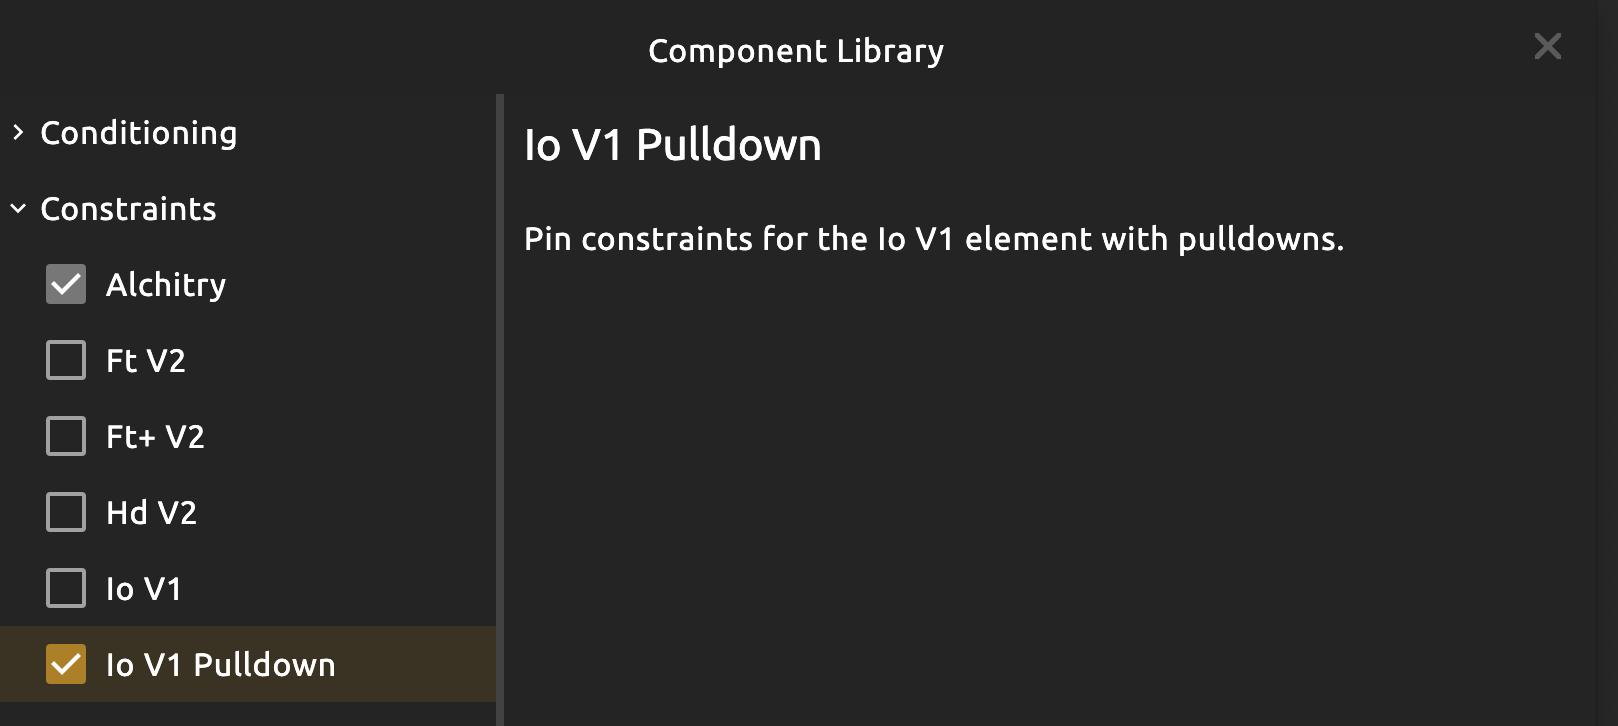 Component Library
Conditioning
Constraints
Alchitry
Ft V2
Ft+ V2
Hd V2
Io V1
Io V1 Pulldown
Io V1 Pulldown
Pin constraints for the Io V1 element with pulldowns.